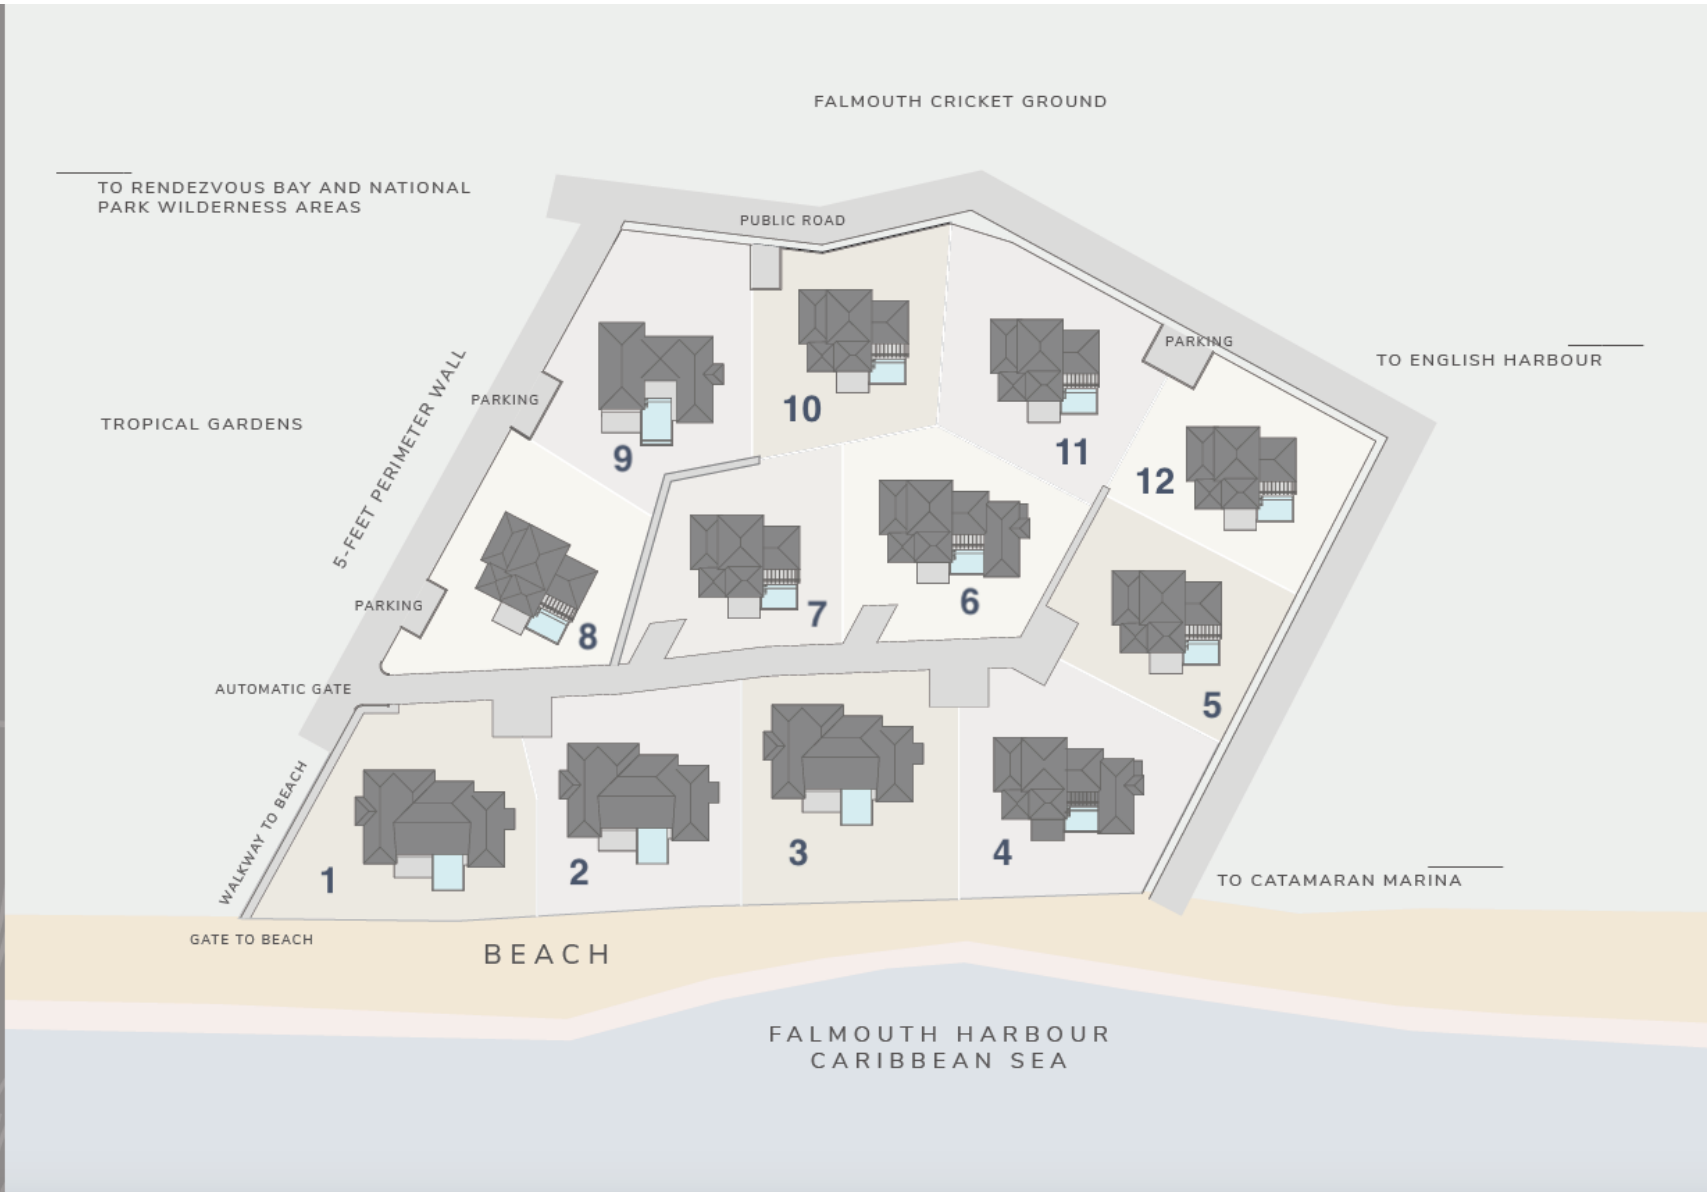 FALMOUTH CRICKET GROUND
TO RENDEZVOUS BAY AND NATIONAL
PARK WILDERNESS AREAS
PUBLIC ROAD
PARKING
TO ENGLISH HARBOUR
5-FEET PERIMETER WALL
PARKING
TROPICAL GARDENS
10
9
11
12
PARKING
8
7
6
5
AUTOMATIC GATE
WALKWAY TO BEACH
1
2
3
4
TO CATAMARAN MARINA
GATE TO BEACH
BEACH
FALMOUTH HARBOUR
CARIBBEAN SEA